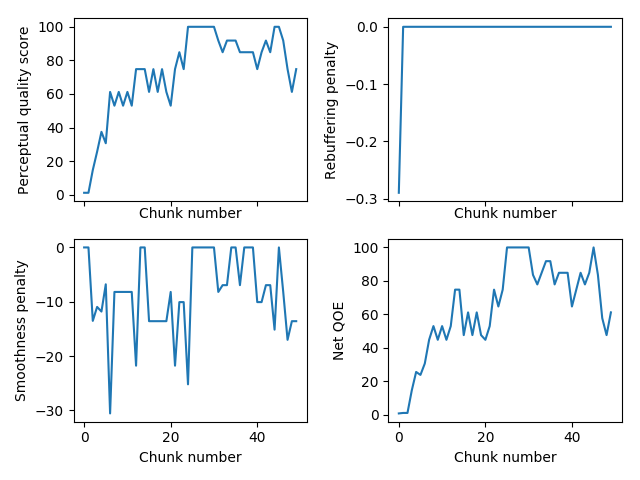 Perceptual quality score
100
80
60
40
20
0
Chunk number
Rebuffering penalty
0.0
−0.1
−0.2
−0.3
Chunk number
Smoothness penalty
0
−10
−20
−30
0 20 40
Chunk number
Net QOE
100
80
60
40
20
0
0 20 40
Chunk number